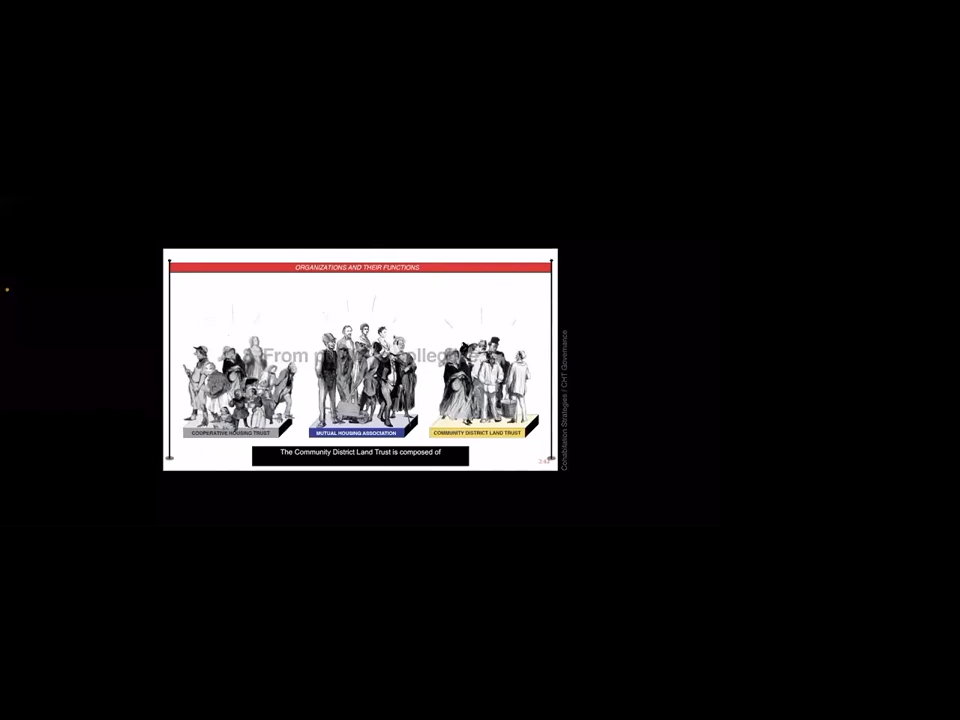 ORGANIZATIONS AND THEIR FUNCTIONS
From
COOPERATIVE HOUSING TRUST
MUTUAL HOUSING ASSOCIATION
COMMUNITY DISTRICT LAND TRUST
The Community District Land Trust is composed of
Cohabitation Strategies / CHT Governance